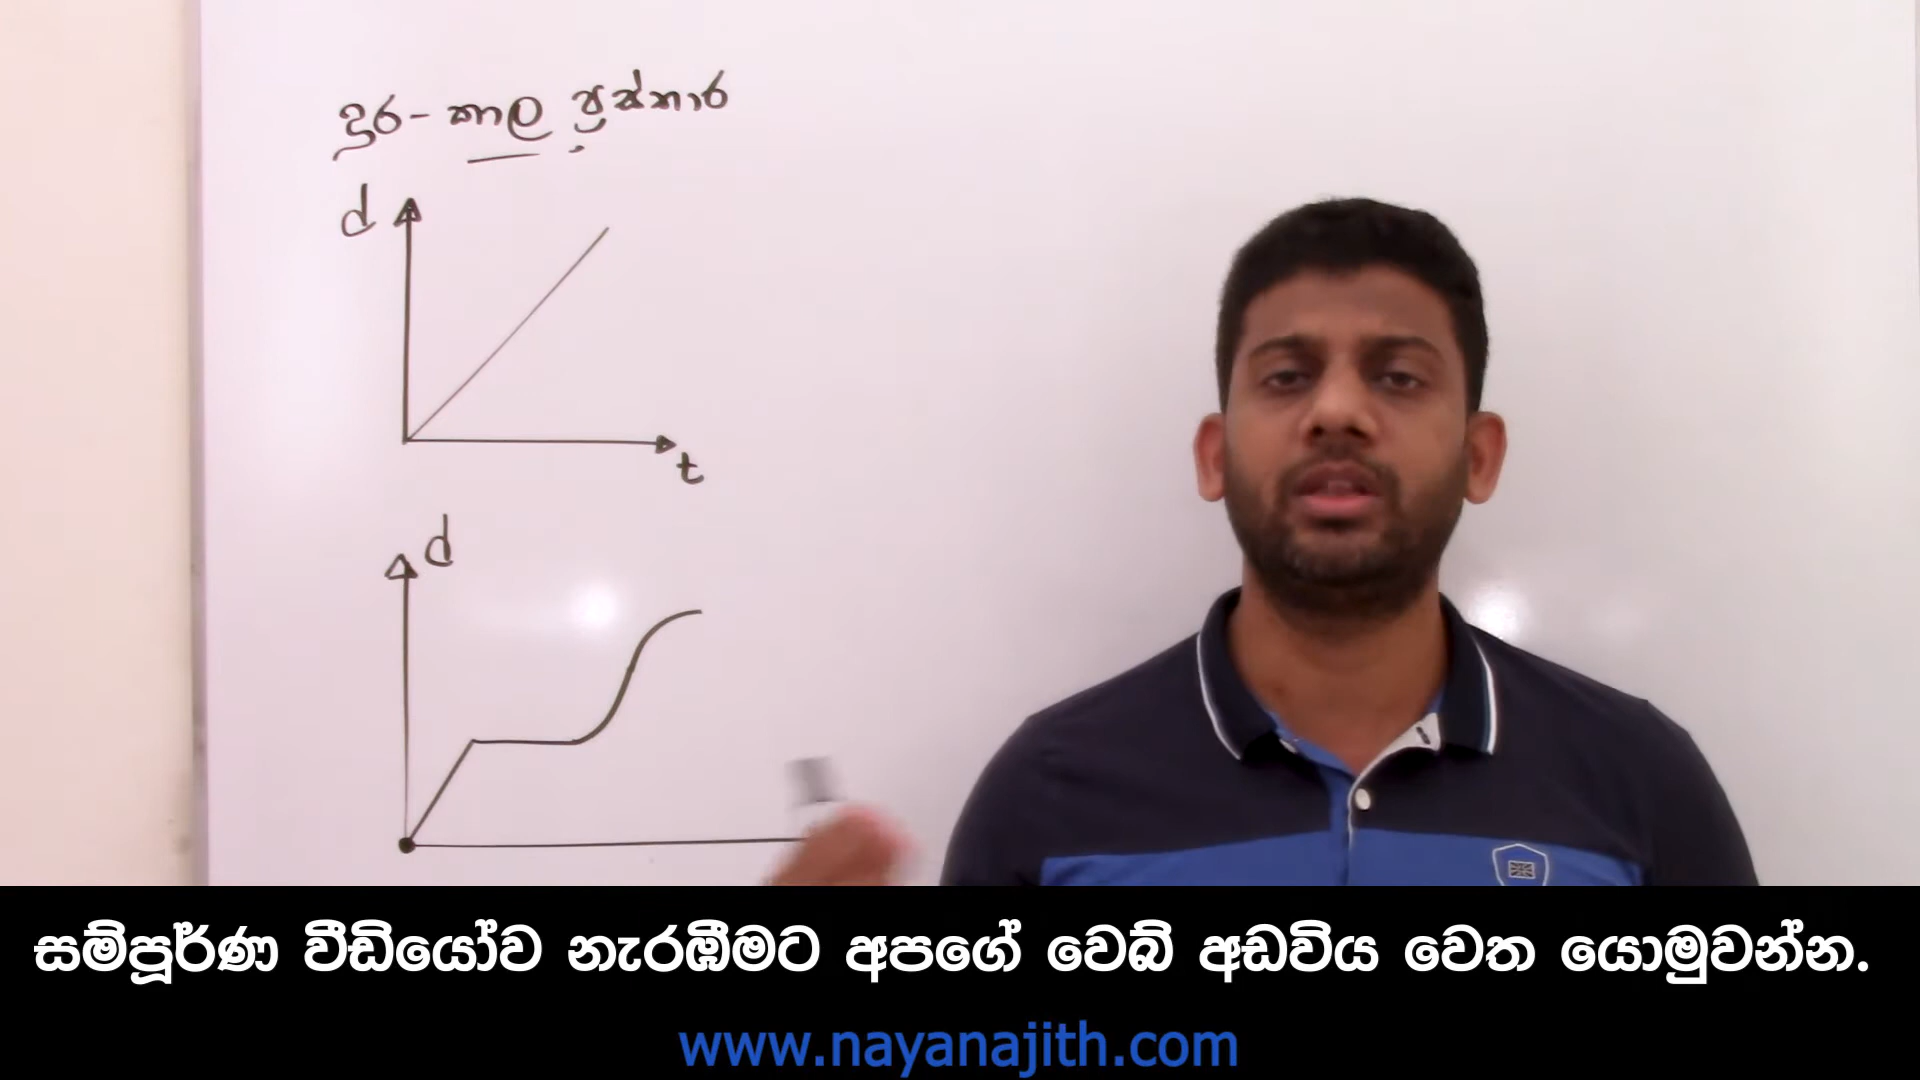 දුර - කාල ප්‍රස්තාර
d
t
d
සම්පූර්ණ වීඩියෝව නැරඹීමට අපගේ වෙබ් අඩවිය වෙත යොමුවන්න.
www.nayanajith.com